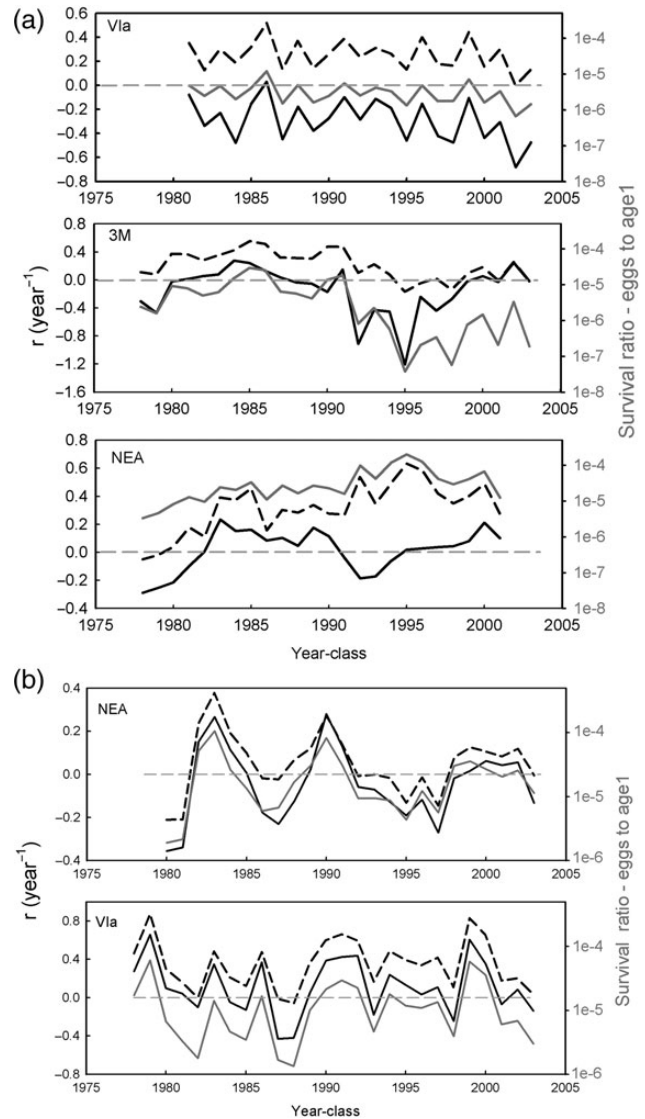 (a)
VIa
0.6
0.4
0.2
0.0
−0.2
−0.4
−0.6
−0.8
1e-4
1e-5
1e-6
1e-7
1e-8
1975 1980 1985 1990 1995 2000 2005
3M
0.8
0.4
0.0
−0.4
−0.8
−1.2
−1.6
1e-4
1e-5
1e-6
1e-7
1e-8
1975 1980 1985 1990 1995 2000 2005
r (year−1)
Survival ratio - eggs to age1
NEA
0.8
0.6
0.4
0.2
0.0
−0.2
−0.4
1e-4
1e-5
1e-6
1e-7
1e-8
1975 1980 1985 1990 1995 2000 2005
Year-class
(b)
NEA
0.4
0.2
0.0
−0.2
−0.4
1e-4
1e-5
1e-6
1975 1980 1985 1990 1995 2000 2005
r (year−1)
Survival ratio - eggs to age1
VIa
0.8
0.4
0.0
−0.4
−0.8
1e-4
1e-5
1e-6
1975 1980 1985 1990 1995 2000 2005
Year-class